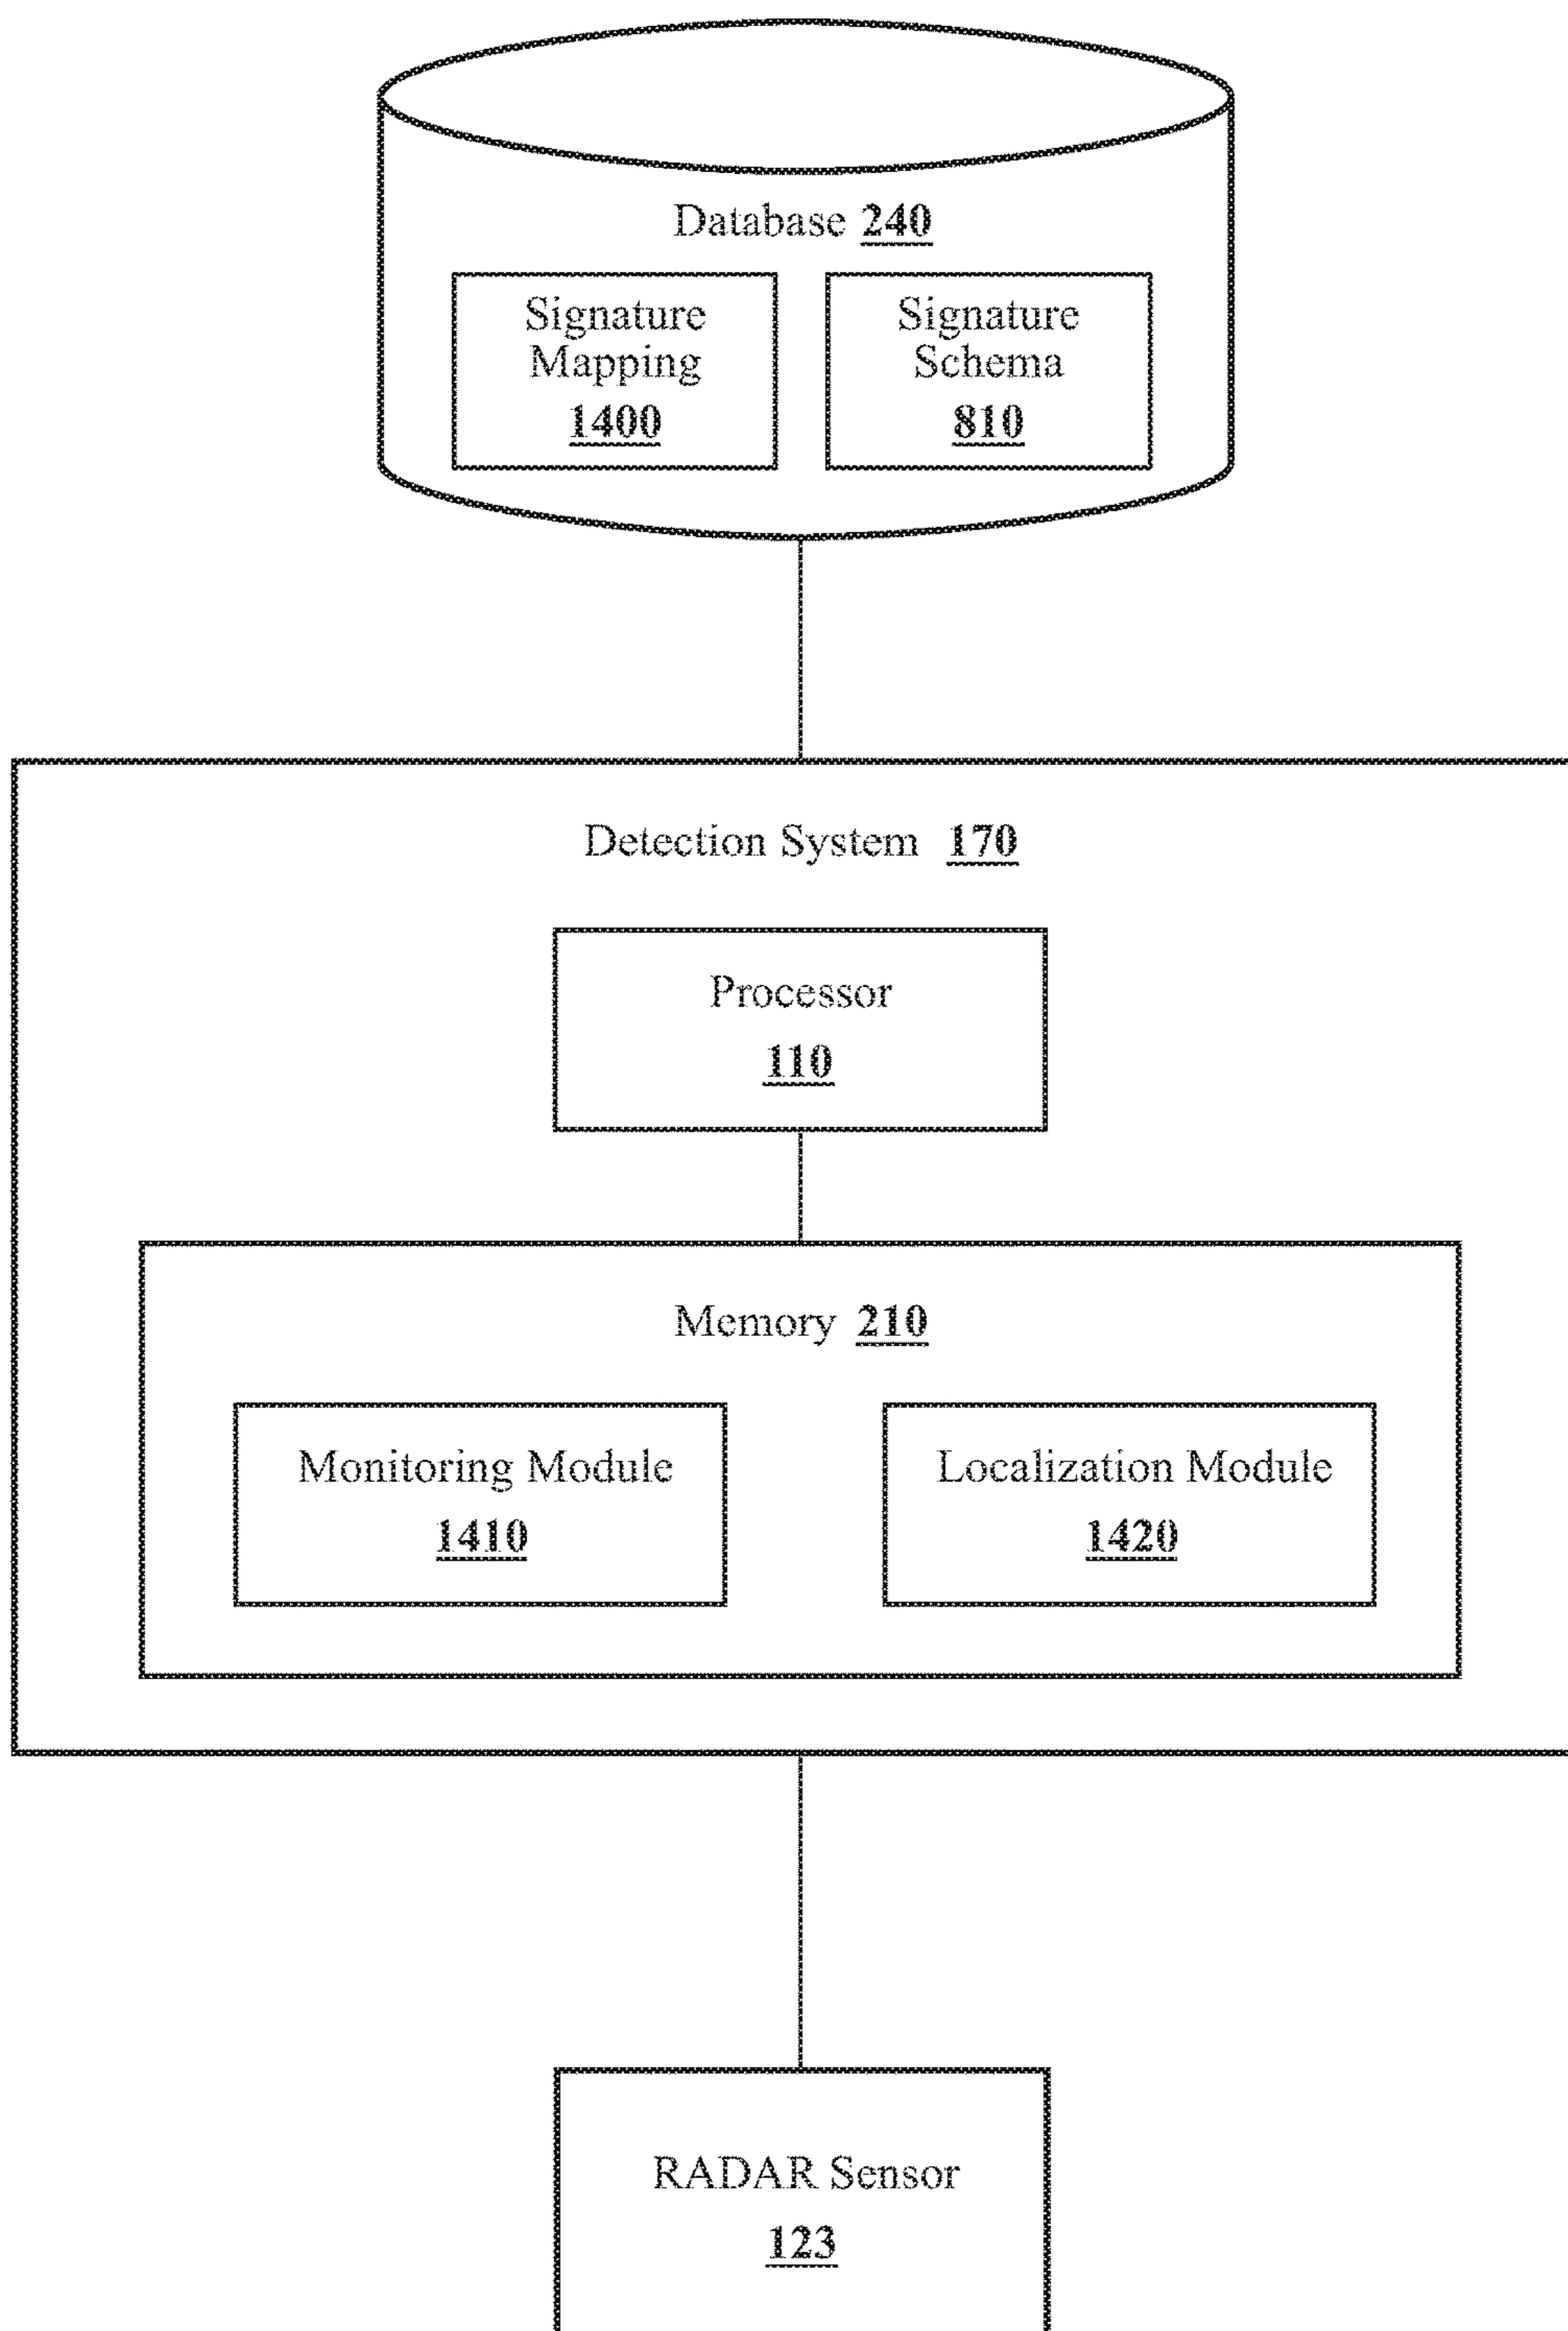 Database 240
Signature
Mapping
1400
Signature
Schema
810
Detection System 170
Processor
110
Memory 210
Monitoring Module
1410
Localization Module
1420
RADAR Sensor
123